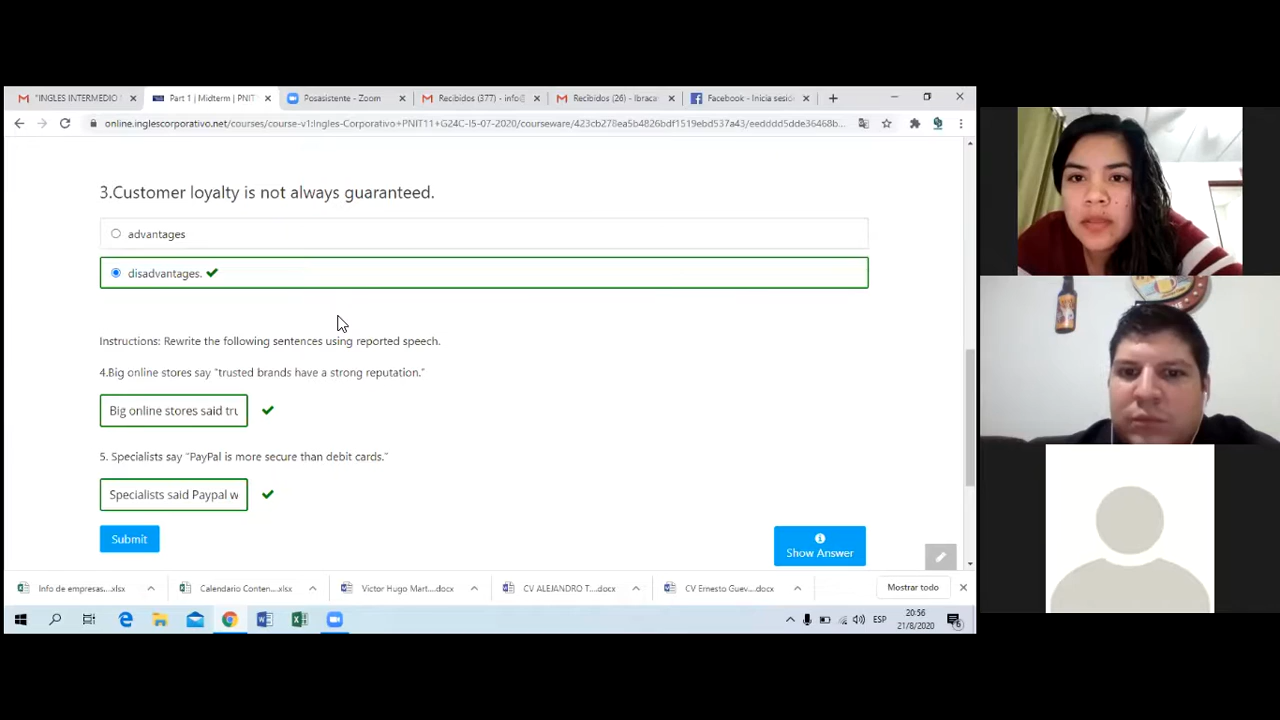 "INGLES INTERMEDIO
Part 1 | Midterm | PNIT
Posasistente - Zoom
Recibidos (377) - info@
Recibidos (26) - lbraca
Facebook - Inicia sesió
online.inglescorporativo.net/courses/course-v1:Ingles-Corporativo+PNIT11+G24C-I5-07-2020/courseware/423cb278ea5b4826bdf1519ebd537a43/eedddd5dde36468b...
3.Customer loyalty is not always guaranteed.
advantages
disadvantages.
Instructions: Rewrite the following sentences using reported speech.
4.Big online stores say "trusted brands have a strong reputation."
Big online stores said tru
5. Specialists say "PayPal is more secure than debit cards."
Specialists said Paypal w
Submit
Show Answer
Info de empresas....xlsx
Calendario Conten....xlsx
Victor Hugo Mart....docx
CV ALEJANDRO T....docx
CV Ernesto Guev....docx
Mostrar todo
ESP
20:56
21/8/2020
6